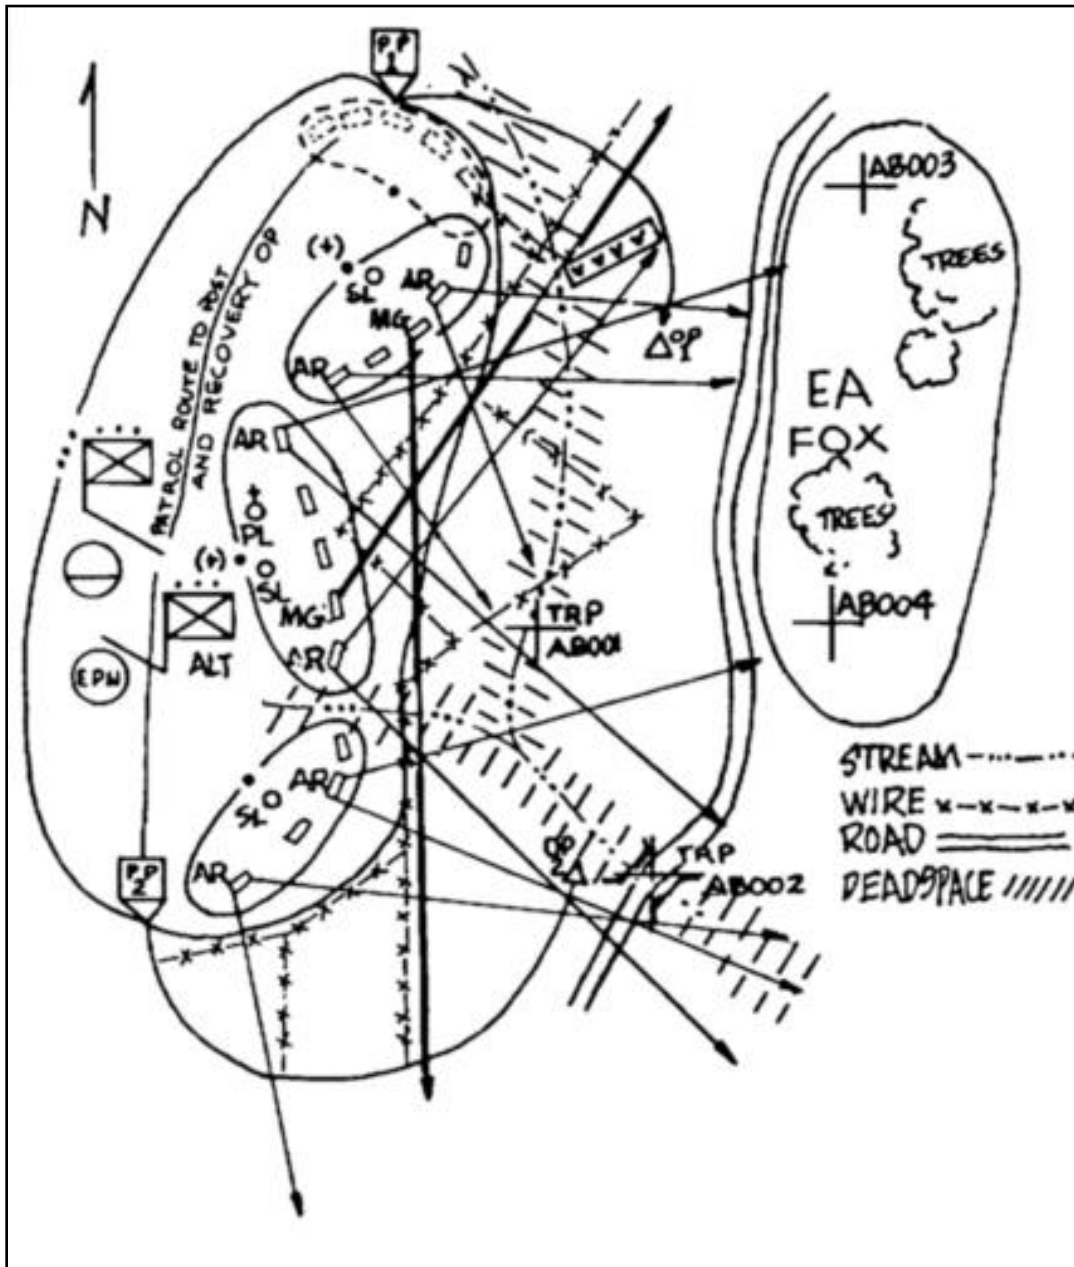 P.P
1
N
AB003
TREES
PATROL ROUTE TO POST
AND RECOVERY OP
(+)
SL
AR
MG
AR
OP
1
EA
FOX
TREES
AR
PL
(+)
SL
MG
AR
TRP
AB001
AB004
ALT
EPW
AR
SL
AR
P.P
2
OP
2
TRP
AB002
STREAM
WIRE
ROAD
DEADSPACE